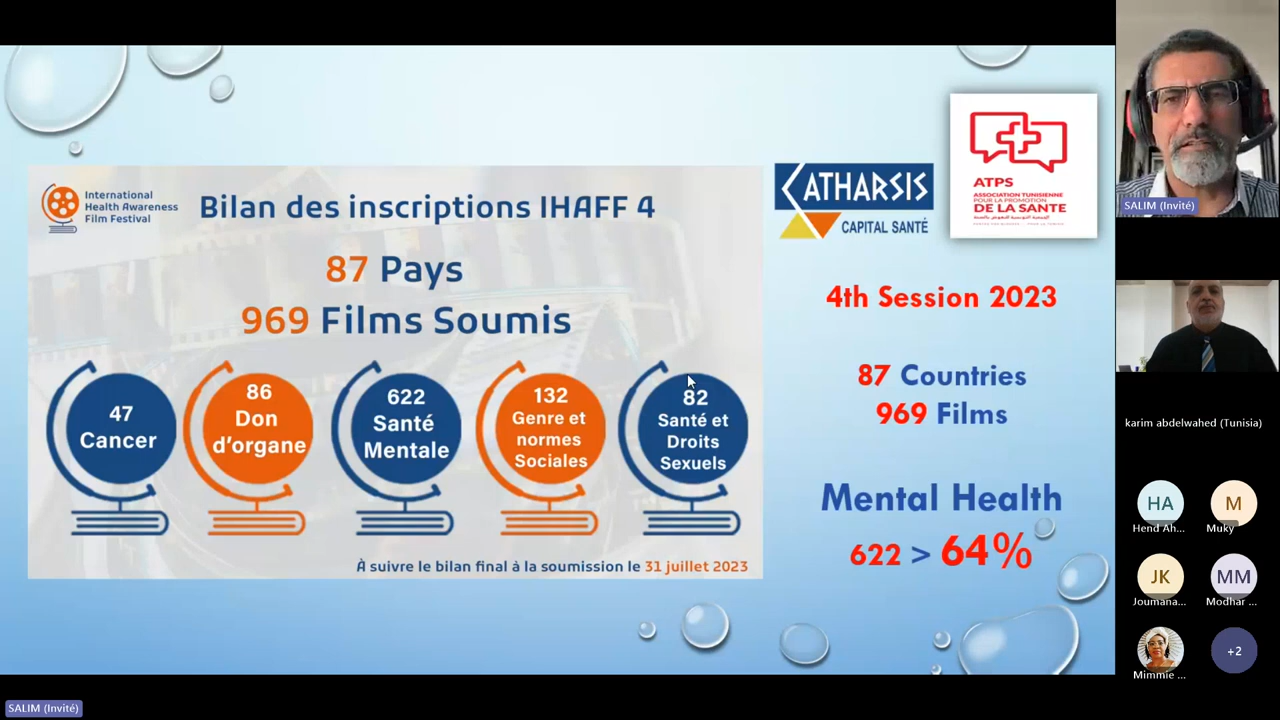 International
Health Awareness
Film Festival
Bilan des inscriptions IHAFF 4
87 Pays
969 Films Soumis
47
Cancer
86
Don
d'organe
622
Santé
Mentale
132
Genre et
normes
Sociales
82
Santé et
Droits
Sexuels
À suivre le bilan final à la soumission le 31 juillet 2023
CATHARSIS
CAPITAL SANTÉ
ATPS
ASSOCIATION TUNISIENNE
POUR LA PROMOTION
DE LA SANTE
4th Session 2023
87 Countries
969 Films
Mental Health
622 > 64%
SALIM (Invité)
karim abdelwahed (Tunisia)
HA
Hend Ah...
M
Muky
JK
Joumana...
MM
Modhar ...
Mimmie ...
+2
SALIM (Invité)